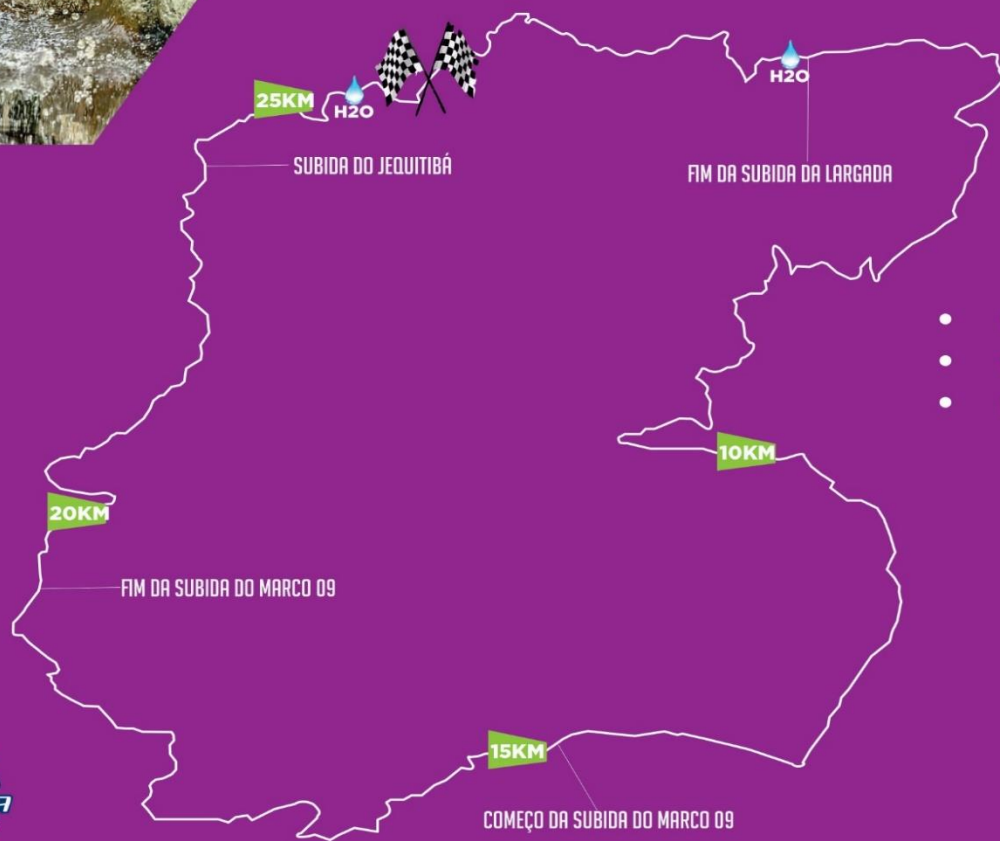 25KM
H2O
H2O
SUBIDA DO JEQUITIBÁ
FIM DA SUBIDA DA LARGADA
10KM
20KM
FIM DA SUBIDA DO MARCO 09
15KM
COMEÇO DA SUBIDA DO MARCO 09